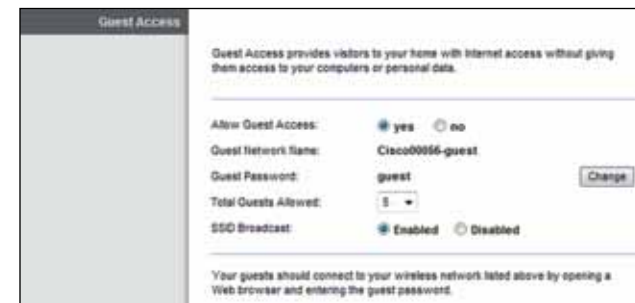 Guest Access
Guest Access provides visitors to your home with Internet access without giving
them access to your computers or personal data.
Allow Guest Access: yes no
Guest Network Name: Cisco00056-guest
Guest Password: guest Change
Total Guests Allowed: 5
SSID Broadcast: Enabled Disabled
Your guests should connect to your wireless network listed above by opening a
Web browser and entering the guest password.